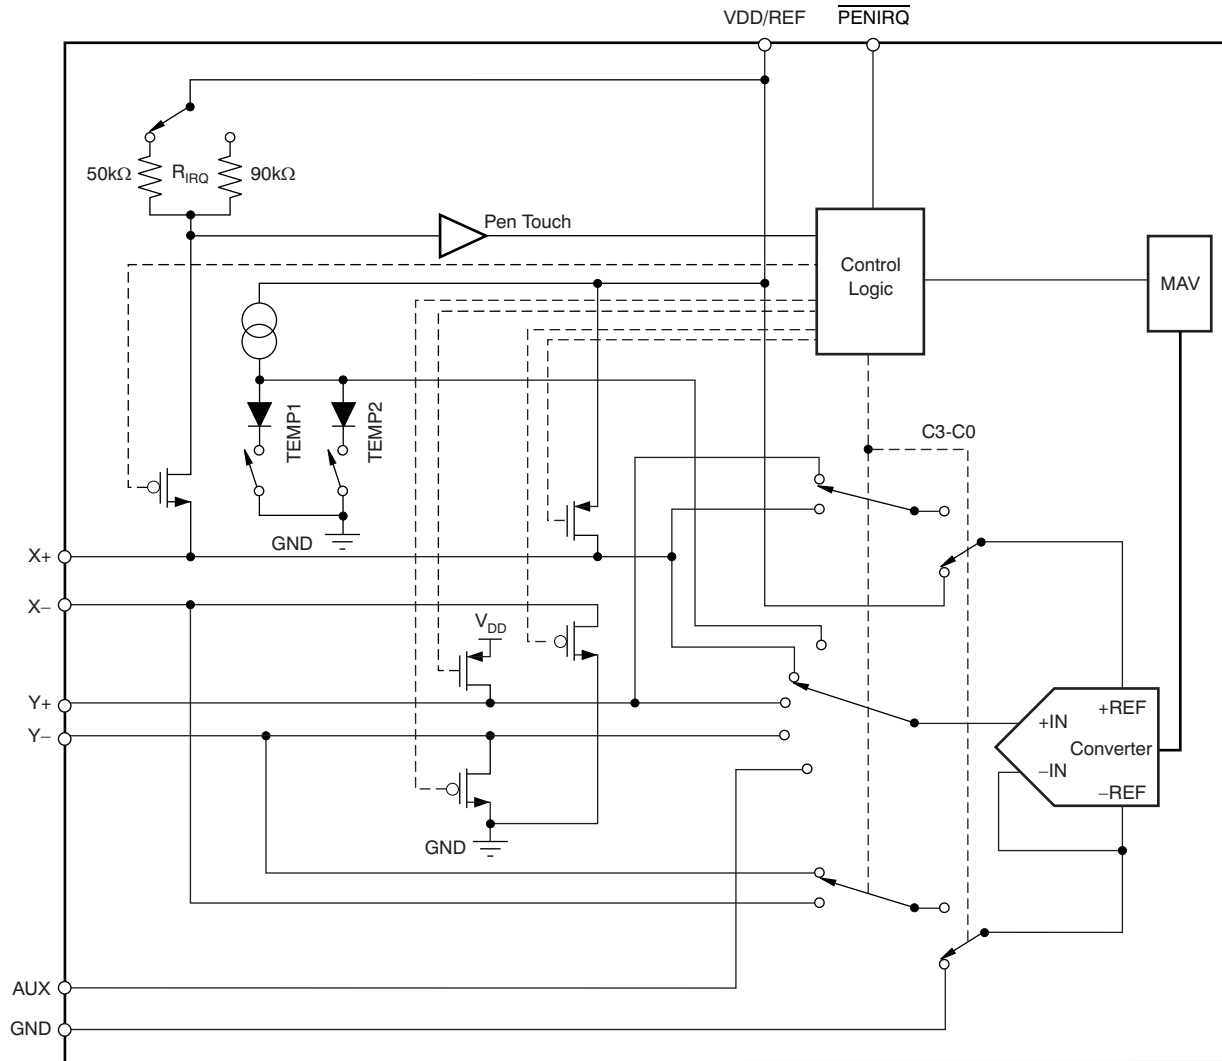 VDD/REF
PENIRQ
50kΩ
RIRQ
90kΩ
Pen Touch
Control
Logic
MAV
TEMP1
TEMP2
C3-C0
GND
X+
X−
VDD
Y+
Y−
+REF
+IN
Converter
−IN
−REF
GND
AUX
GND